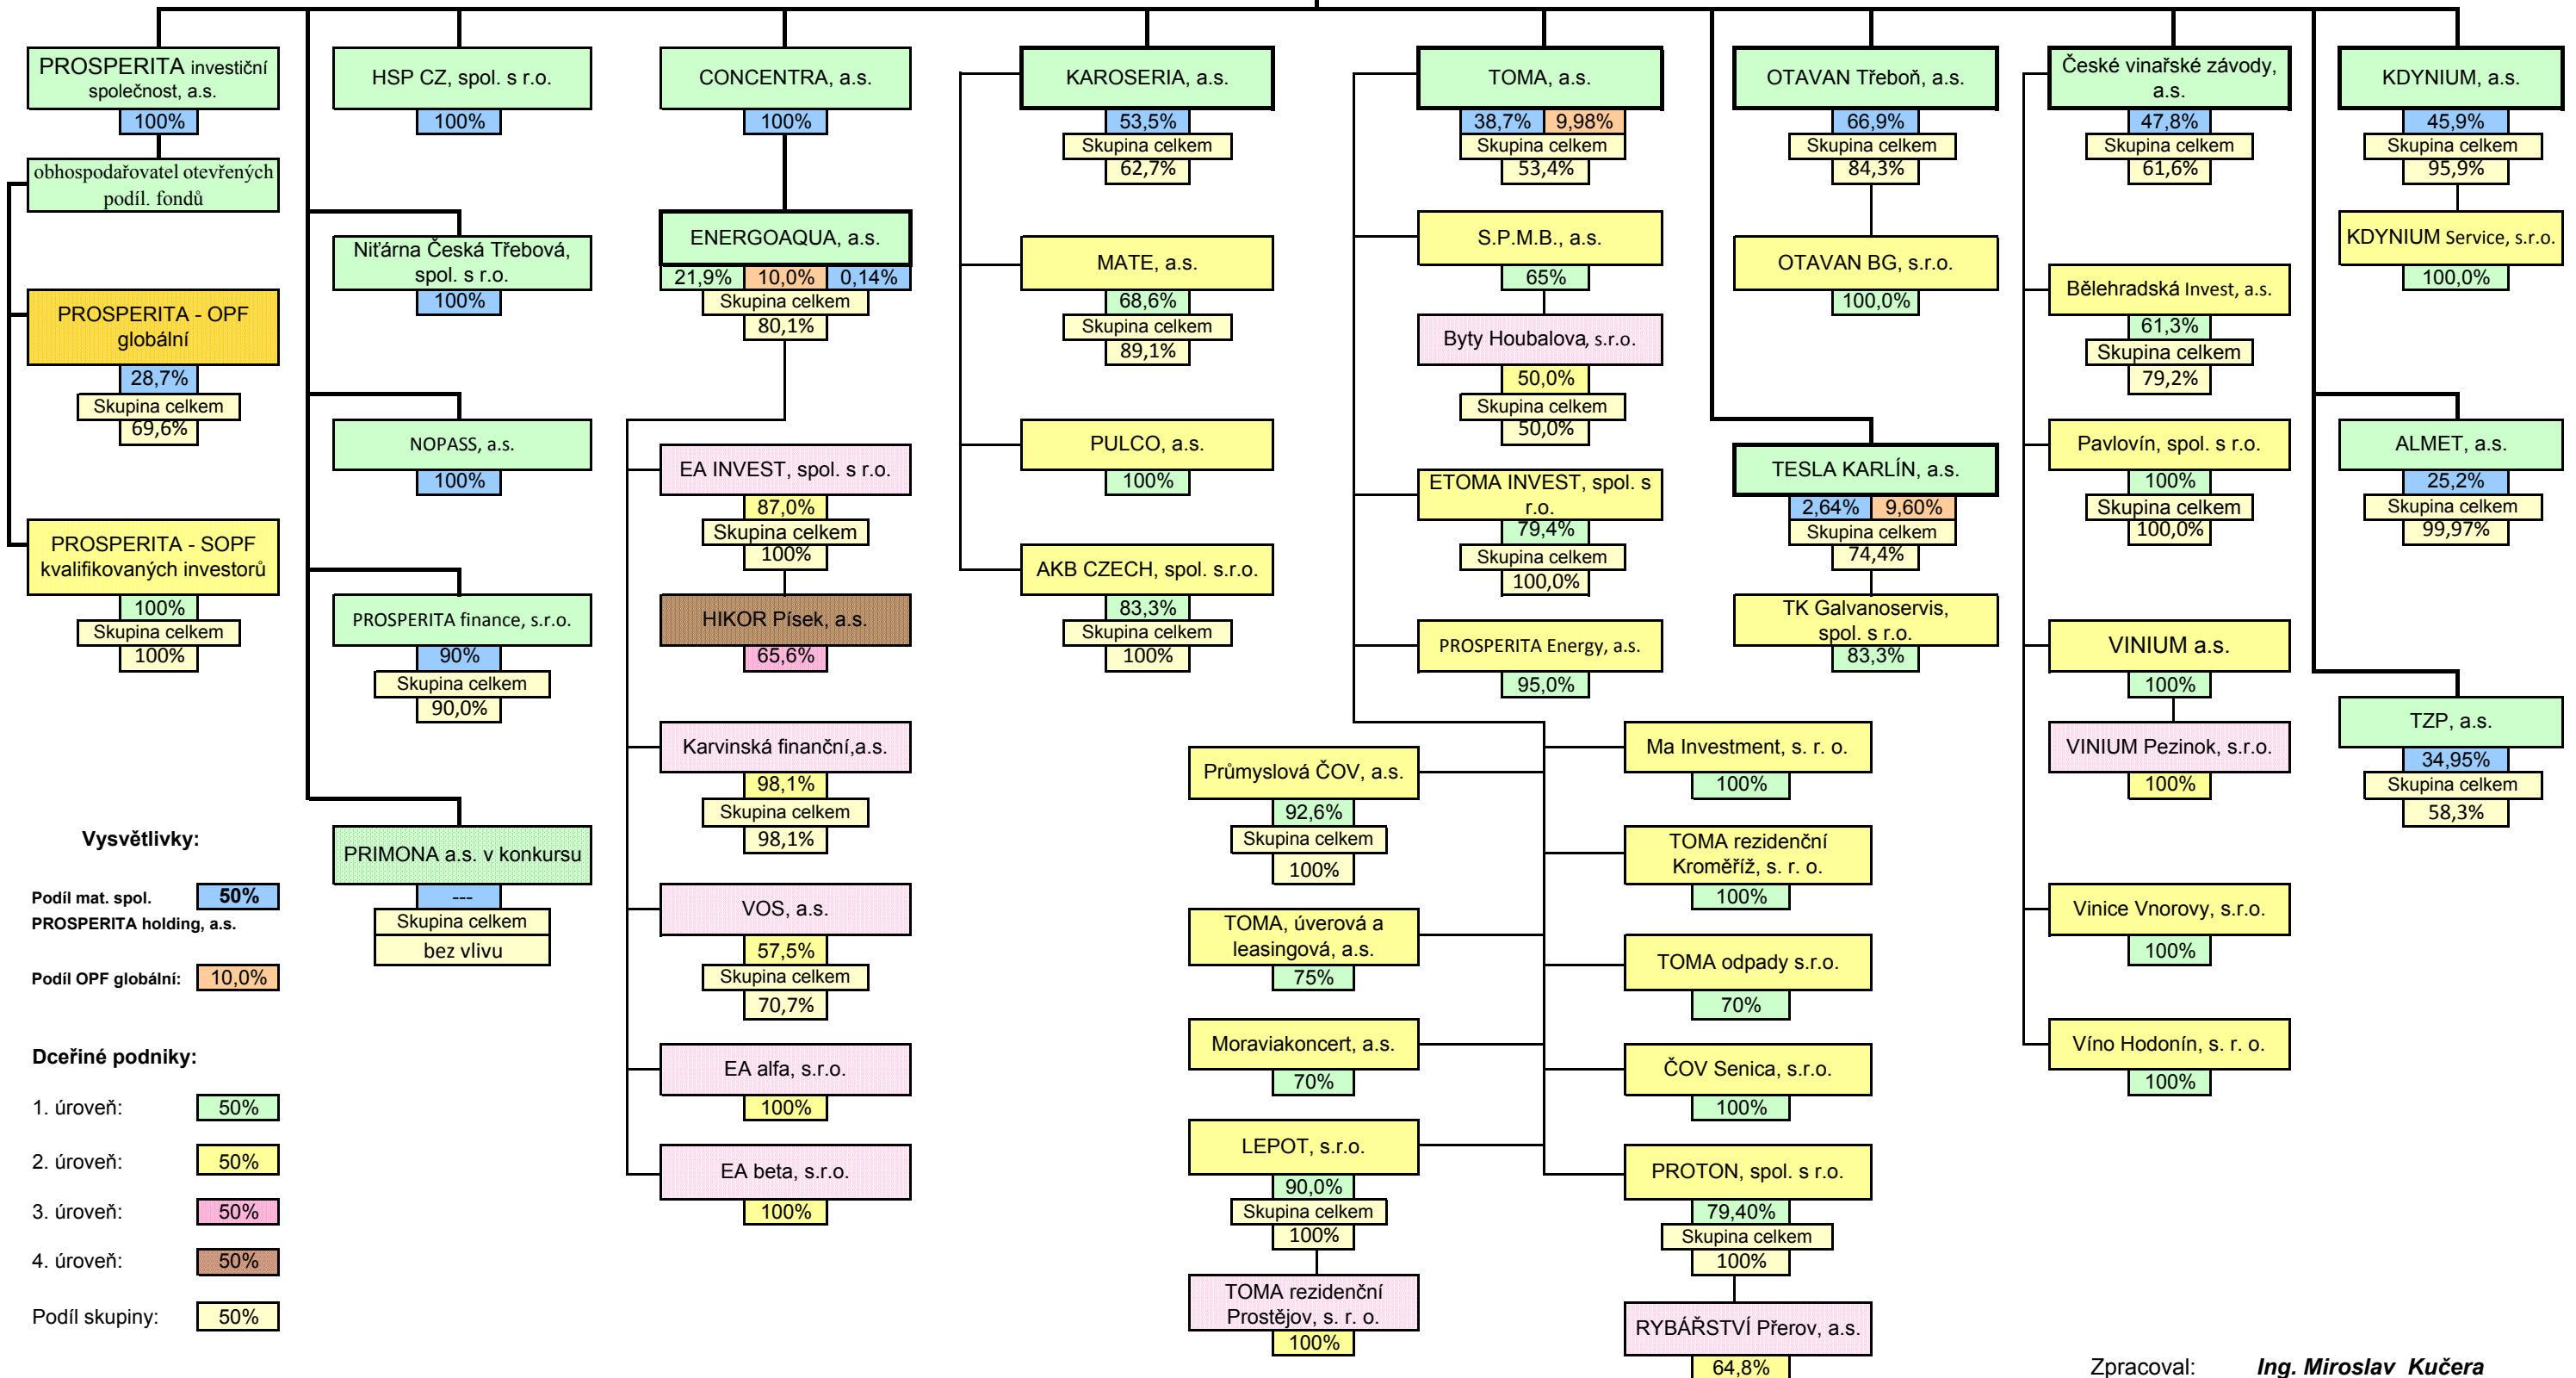 PROSPERITA investiční
společnost, a.s.
100%
obhospodařovatel otevřených
podíl. fondů
PROSPERITA - OPF
globální
28,7%
Skupina celkem
69,6%
PROSPERITA - SOPF
kvalifikovaných investorů
100%
Skupina celkem
100%
HSP CZ, spol. s r.o.
100%
Niťárna Česká Třebová,
spol. s r.o.
100%
NOPASS, a.s.
100%
PROSPERITA finance, s.r.o.
90%
Skupina celkem
90,0%
PRIMONA a.s. v konkursu
---
Skupina celkem
bez vlivu
CONCENTRA, a.s.
100%
ENERGOAQUA, a.s.
21,9% 10,0% 0,14%
Skupina celkem
80,1%
EA INVEST, spol. s r.o.
87,0%
Skupina celkem
100%
HIKOR Písek, a.s.
65,6%
Karvinská finanční,a.s.
98,1%
Skupina celkem
98,1%
VOS, a.s.
57,5%
Skupina celkem
70,7%
EA alfa, s.r.o.
100%
EA beta, s.r.o.
100%
KAROSERIA, a.s.
53,5%
Skupina celkem
62,7%
MATE, a.s.
68,6%
Skupina celkem
89,1%
PULCO, a.s.
100%
AKB CZECH, spol. s.r.o.
83,3%
Skupina celkem
100%
TOMA, a.s.
38,7% 9,98%
Skupina celkem
53,4%
S.P.M.B., a.s.
65%
Byty Houbalova, s.r.o.
50,0%
Skupina celkem
50,0%
ETOMA INVEST, spol. s
r.o.
79,4%
Skupina celkem
100,0%
PROSPERITA Energy, a.s.
95,0%
Průmyslová ČOV, a.s.
92,6%
Skupina celkem
100%
TOMA, úverová a
leasingová, a.s.
75%
Moraviakoncert, a.s.
70%
LEPOT, s.r.o.
90,0%
Skupina celkem
100%
TOMA rezidenční
Prostějov, s. r. o.
100%
Ma Investment, s. r. o.
100%
TOMA rezidenční
Kroměříž, s. r. o.
100%
TOMA odpady s.r.o.
70%
ČOV Senica, s.r.o.
100%
PROTON, spol. s r.o.
79,40%
Skupina celkem
100%
RYBÁŘSTVÍ Přerov, a.s.
64,8%
OTAVAN Třeboň, a.s.
66,9%
Skupina celkem
84,3%
OTAVAN BG, s.r.o.
100,0%
TESLA KARLÍN, a.s.
2,64% 9,60%
Skupina celkem
74,4%
TK Galvanoservis,
spol. s r.o.
83,3%
České vinařské závody,
a.s.
47,8%
Skupina celkem
61,6%
Bělehradská Invest, a.s.
61,3%
Skupina celkem
79,2%
Pavlovín, spol. s r.o.
100%
Skupina celkem
100,0%
VINIUM a.s.
100%
VINIUM Pezinok, s.r.o.
100%
Vinice Vnorovy, s.r.o.
100%
Víno Hodonín, s. r. o.
100%
KDYNIUM, a.s.
45,9%
Skupina celkem
95,9%
KDYNIUM Service, s.r.o.
100,0%
ALMET, a.s.
25,2%
Skupina celkem
99,97%
TZP, a.s.
34,95%
Skupina celkem
58,3%
Vysvětlivky:
Podíl mat. spol. 50%
PROSPERITA holding, a.s.
Podíl OPF globální: 10,0%
Dceřiné podniky:
1. úroveň: 50%
2. úroveň: 50%
3. úroveň: 50%
4. úroveň: 50%
Podíl skupiny: 50%
Zpracoval: Ing. Miroslav Kučera